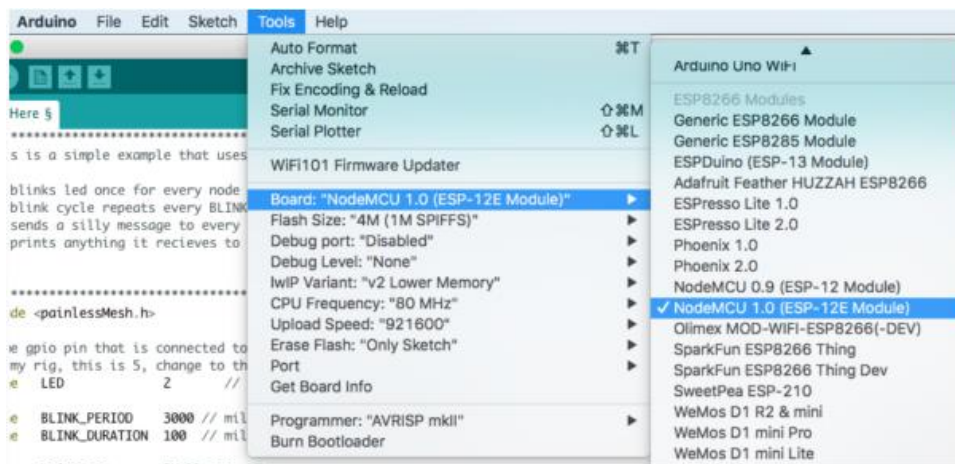 Arduino File Edit Sketch Tools Help
Here §
s is a simple example that uses
blinks led once for every node
blink cycle repeats every BLINK
sends a silly message to every
prints anything it recieves to
de <painlessMesh.h>
e gpio pin that is connected to
my rig, this is 5, change to th
e LED 2 //
e BLINK_PERIOD 3000 // mil
e BLINK_DURATION 100 // mil
Auto Format ⌘T
Archive Sketch
Fix Encoding & Reload
Serial Monitor ⇧⌘M
Serial Plotter ⇧⌘L
WiFi101 Firmware Updater
Board: "NodeMCU 1.0 (ESP-12E Module)"
Flash Size: "4M (1M SPIFFS)"
Debug port: "Disabled"
Debug Level: "None"
lwIP Variant: "v2 Lower Memory"
CPU Frequency: "80 MHz"
Upload Speed: "921600"
Erase Flash: "Only Sketch"
Port
Get Board Info
Programmer: "AVRISP mkII"
Burn Bootloader
Arduino Uno WiFi
ESP8266 Modules
Generic ESP8266 Module
Generic ESP8285 Module
ESPDuino (ESP-13 Module)
Adafruit Feather HUZZAH ESP8266
ESPresso Lite 1.0
ESPresso Lite 2.0
Phoenix 1.0
Phoenix 2.0
NodeMCU 0.9 (ESP-12 Module)
✓ NodeMCU 1.0 (ESP-12E Module)
Olimex MOD-WIFI-ESP8266(-DEV)
SparkFun ESP8266 Thing
SparkFun ESP8266 Thing Dev
SweetPea ESP-210
WeMos D1 R2 & mini
WeMos D1 mini Pro
WeMos D1 mini Lite